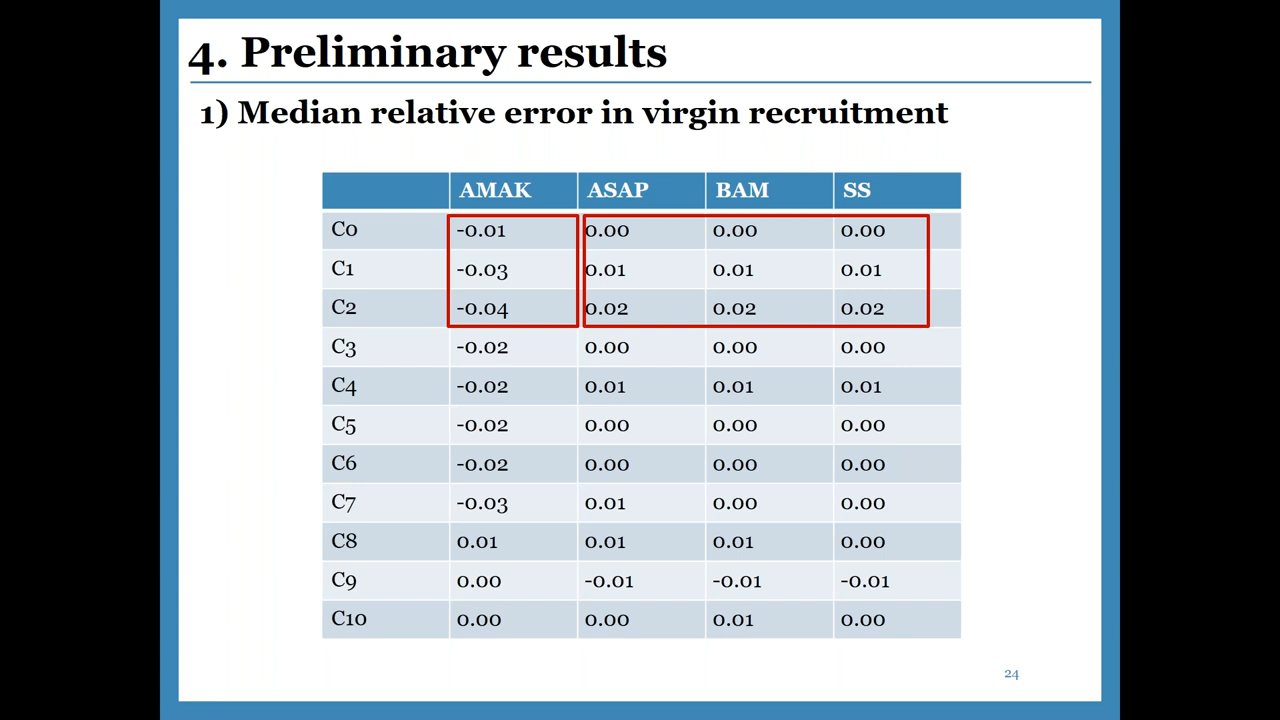 4. Preliminary results
1) Median relative error in virgin recruitment
AMAK ASAP BAM SS
C0 -0.01 0.00 0.00 0.00
C1 -0.03 0.01 0.01 0.01
C2 -0.04 0.02 0.02 0.02
C3 -0.02 0.00 0.00 0.00
C4 -0.02 0.01 0.01 0.01
C5 -0.02 0.00 0.00 0.00
C6 -0.02 0.00 0.00 0.00
C7 -0.03 0.01 0.00 0.00
C8 0.01 0.01 0.01 0.00
C9 0.00 -0.01 -0.01 -0.01
C10 0.00 0.00 0.01 0.00
24